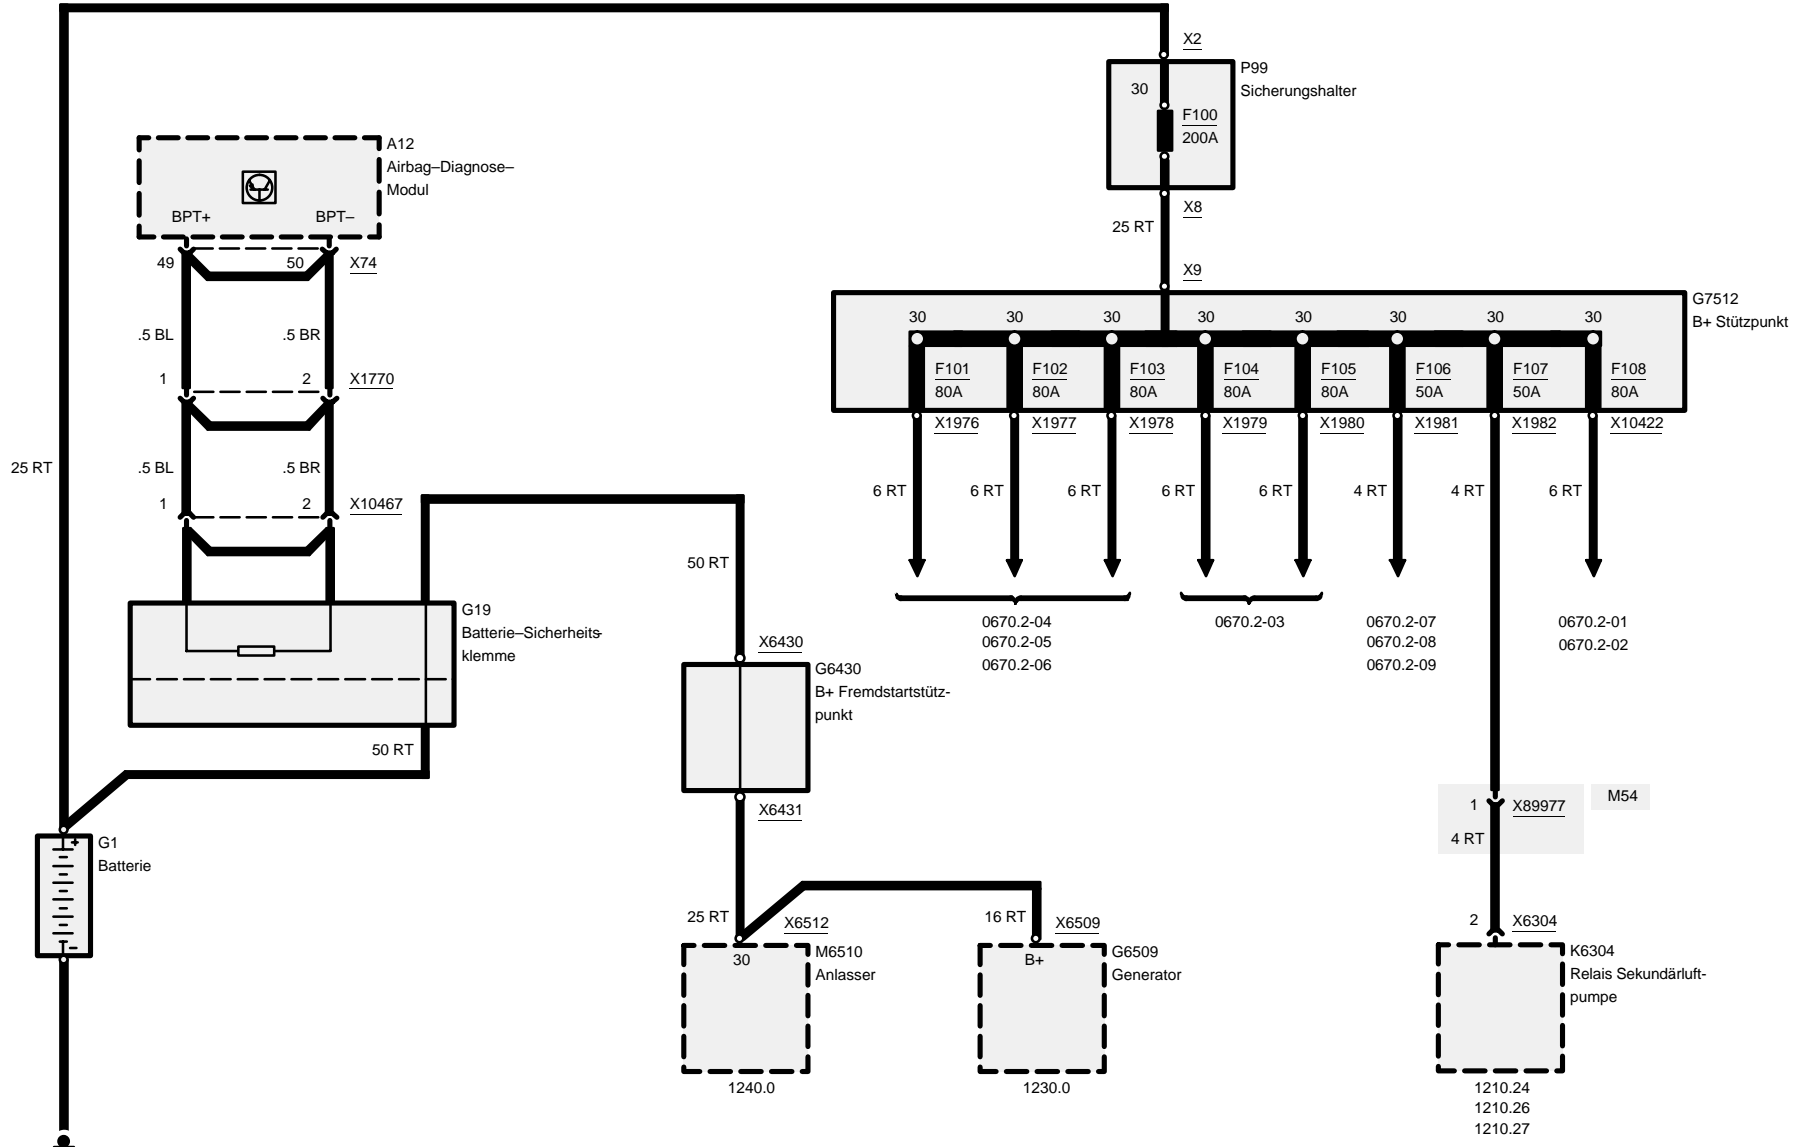 X2
P99
30
Sicherungshalter
F100
200A
A12
Airbag–Diagnose–
Modul
BPT+ BPT–
X8
25 RT
49 50 X74
X9
G7512
B+ Stützpunkt
30 30 30 30 30 30 30 30
.5 BL .5 BR
F101 F102 F103 F104 F105 F106 F107 F108
80A 80A 80A 80A 80A 50A 50A 80A
1 2 X1770
X1976 X1977 X1978 X1979 X1980 X1981 X1982 X10422
25 RT
.5 BL .5 BR
6 RT 6 RT 6 RT 6 RT 6 RT 4 RT 4 RT 6 RT
1 2 X10467
50 RT
G19
Batterie–Sicherheits-
klemme
0670.2-04 0670.2-03 0670.2-07 0670.2-01
0670.2-05 0670.2-08 0670.2-02
0670.2-06 0670.2-09
X6430
G6430
B+ Fremdstartstütz-
punkt
50 RT
X6431
1 X89977 M54
4 RT
+
G1
Batterie
-
25 RT X6512 16 RT X6509 2 X6304
30 M6510 B+ G6509 K6304
Anlasser Generator Relais Sekundärluft-
pumpe
1240.0 1230.0 1210.24
1210.26
1210.27